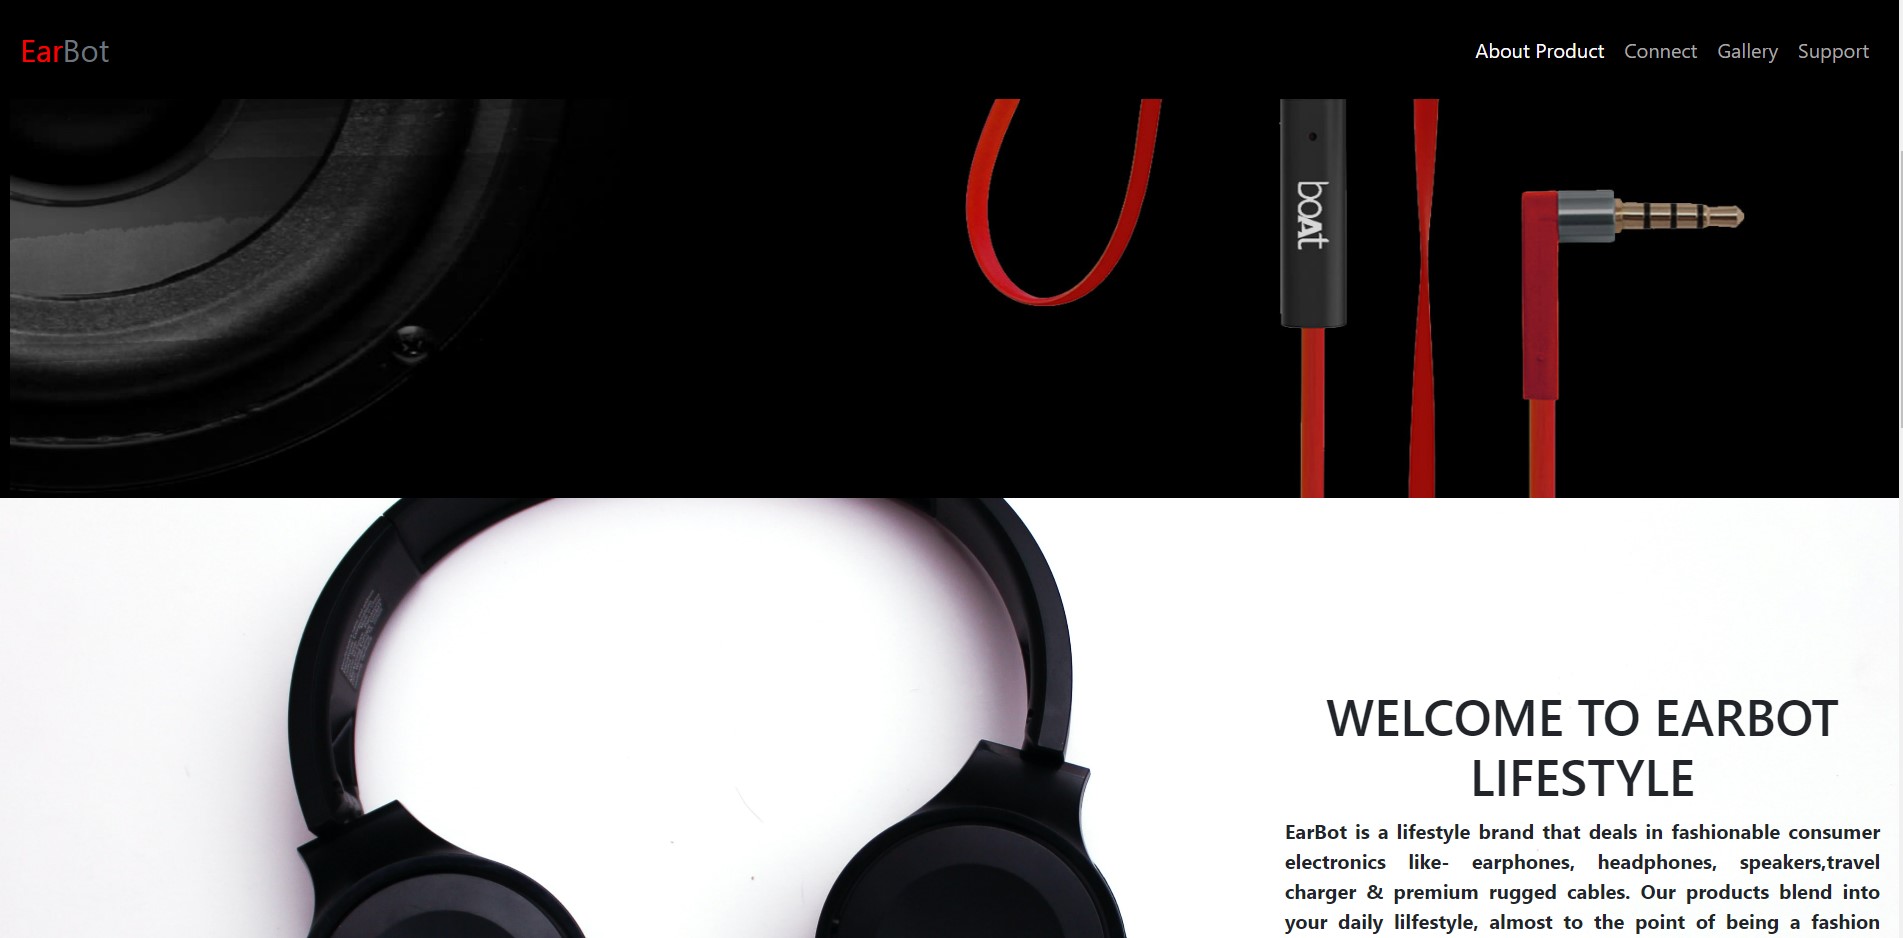 EarBot
About Product Connect Gallery Support
boAt
WELCOME TO EARBOT
LIFESTYLE
EarBot is a lifestyle brand that deals in fashionable consumer
electronics like- earphones, headphones, speakers,travel
charger & premium rugged cables. Our products blend into
your daily lilfestyle, almost to the point of being a fashion